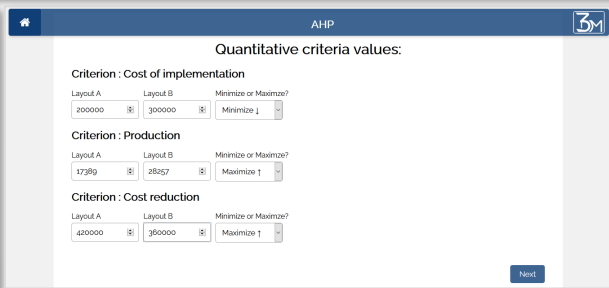 AHP
3M
Quantitative criteria values:
Criterion : Cost of implementation
Layout A Layout B Minimize or Maximze?
200000 300000 Minimize ↓
Criterion : Production
Layout A Layout B Minimize or Maximze?
17389 28257 Maximize ↑
Criterion : Cost reduction
Layout A Layout B Minimize or Maximze?
420000 360000 Maximize ↑
Next